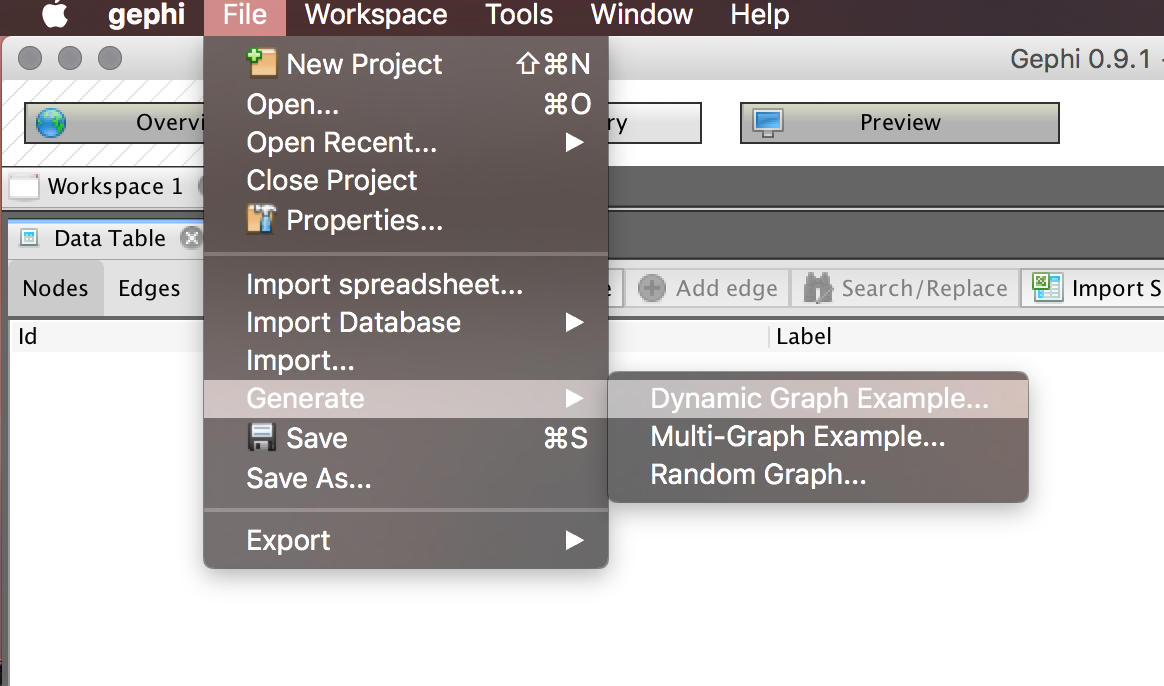 gephi File Workspace Tools Window Help
Gephi 0.9.1
Preview
Workspace 1
Data Table
Nodes Edges
Add edge Search/Replace Import S
Id Label
New Project ⇧⌘N
Open... ⌘O
Open Recent...
Close Project
Properties...
Import spreadsheet...
Import Database
Import...
Generate
Save ⌘S
Save As...
Export
Dynamic Graph Example...
Multi-Graph Example...
Random Graph...